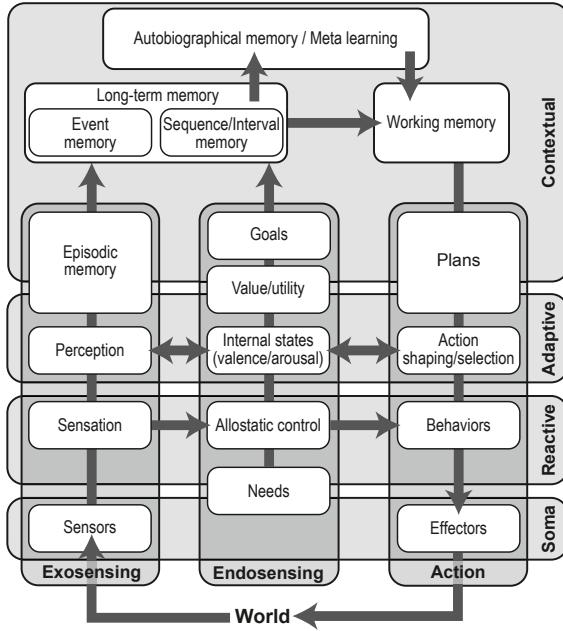 Autobiographical memory / Meta learning
Long-term memory
Event
memory
Sequence/Interval
memory
Working memory
Contextual
Episodic
memory
Goals
Value/utility
Plans
Perception
Internal states
(valence/arousal)
Action
shaping/selection
Adaptive
Sensation
Allostatic control
Behaviors
Reactive
Needs
Sensors
Effectors
Soma
Exosensing
Endosensing
Action
World